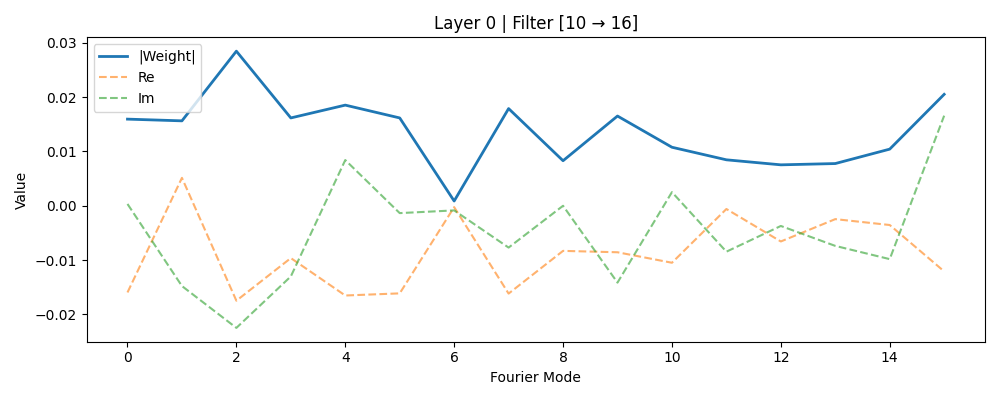 Layer 0 | Filter [10 → 16]
|Weight|
Re
Im
0.03
0.02
0.01
0.00
−0.01
−0.02
Value
0 2 4 6 8 10 12 14
Fourier Mode